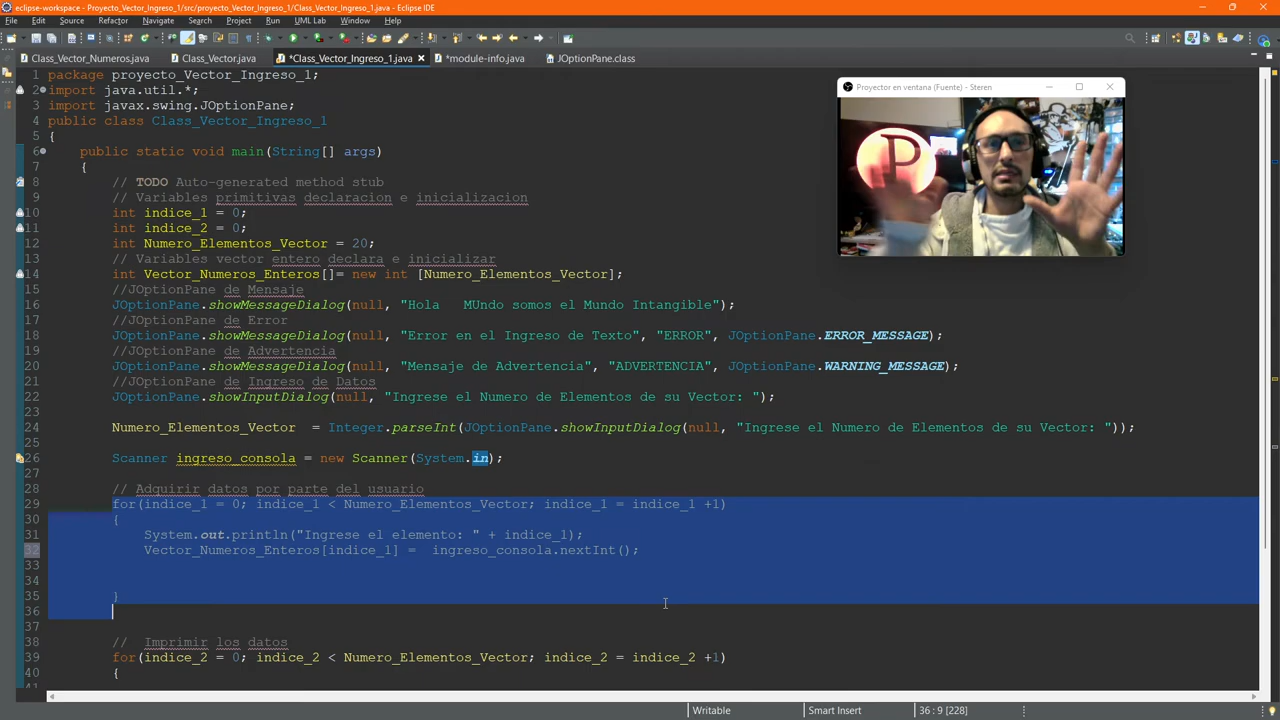 eclipse-workspace - Proyecto_Vector_Ingreso_1/src/proyecto_Vector_Ingreso_1/Class_Vector_Ingreso_1.java - Eclipse IDE
File Edit Source Refactor Navigate Search Project Run UML Lab Window Help
Class_Vector_Numeros.java Class_Vector.java *Class_Vector_Ingreso_1.java *module-info.java JOptionPane.class
1 package proyecto_Vector_Ingreso_1;
2 import java.util.*;
3 import javax.swing.JOptionPane;
4 public class Class_Vector_Ingreso_1
5 {
6 public static void main(String[] args)
7 {
8 // TODO Auto-generated method stub
9 // Variables primitivas declaracion e inicializacion
10 int indice_1 = 0;
11 int indice_2 = 0;
12 int Numero_Elementos_Vector = 20;
13 // Variables vector entero declara e inicializar
14 int Vector_Numeros_Enteros[]= new int [Numero_Elementos_Vector];
15 //JOptionPane de Mensaje
16 JOptionPane.showMessageDialog(null, "Hola   MUndo somos el Mundo Intangible");
17 //JOptionPane de Error
18 JOptionPane.showMessageDialog(null, "Error en el Ingreso de Texto", "ERROR", JOptionPane.ERROR_MESSAGE);
19 //JOptionPane de Advertencia
20 JOptionPane.showMessageDialog(null, "Mensaje de Advertencia", "ADVERTENCIA", JOptionPane.WARNING_MESSAGE);
21 //JOptionPane de Ingreso de Datos
22 JOptionPane.showInputDialog(null, "Ingrese el Numero de Elementos de su Vector: ");
23
24 Numero_Elementos_Vector  = Integer.parseInt(JOptionPane.showInputDialog(null, "Ingrese el Numero de Elementos de su Vector: "));
25
26 Scanner ingreso_consola = new Scanner(System.in);
27
28 // Adquirir datos por parte del usuario
29 for(indice_1 = 0; indice_1 < Numero_Elementos_Vector; indice_1 = indice_1 +1)
30 {
31 System.out.println("Ingrese el elemento: " + indice_1);
32 Vector_Numeros_Enteros[indice_1] =  ingreso_consola.nextInt();
33
34
35 }
36
37
38 //  Imprimir los datos
39 for(indice_2 = 0; indice_2 < Numero_Elementos_Vector; indice_2 = indice_2 +1)
40 {
Proyector en ventana (Fuente) - Steren
P
Writable Smart Insert 36 : 9 [228]